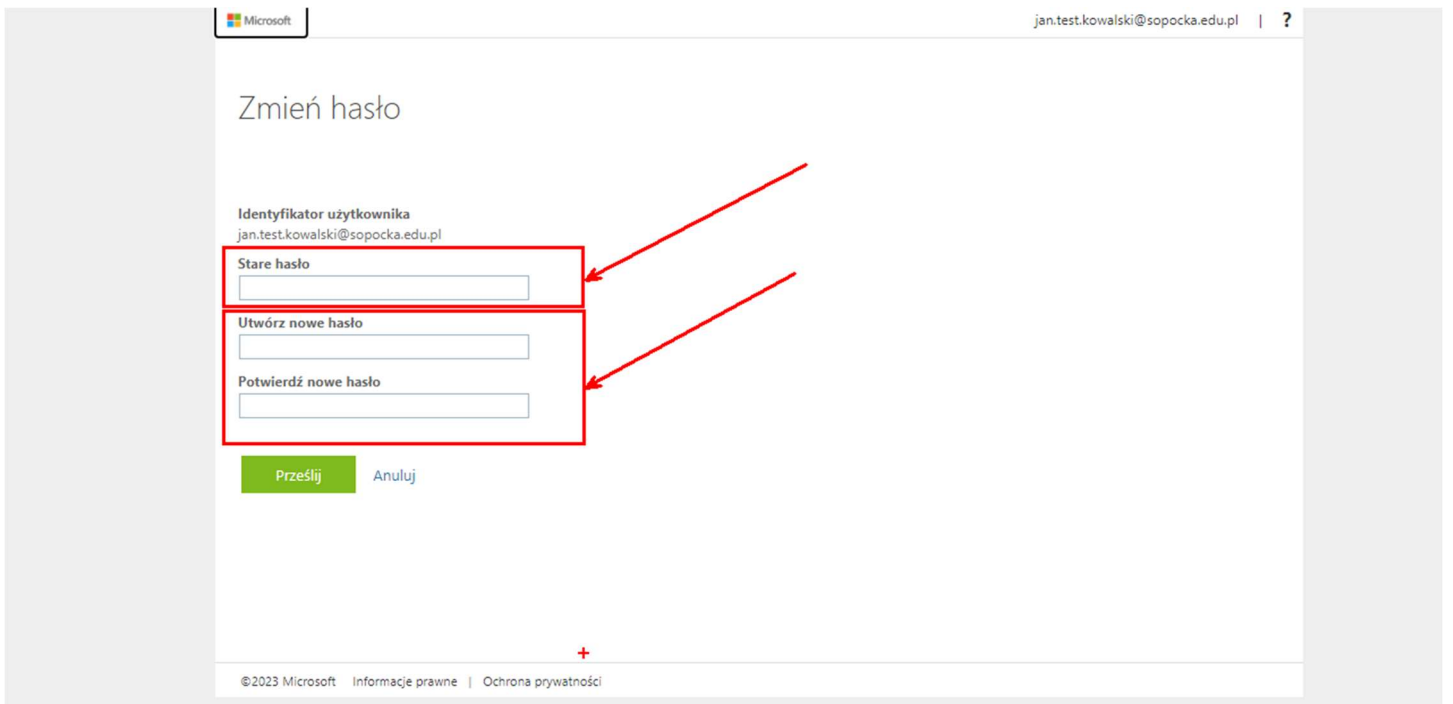 Microsoft jan.test.kowalski@sopocka.edu.pl | ?
Zmień hasło
Identyfikator użytkownika
jan.test.kowalski@sopocka.edu.pl
Stare hasło
Utwórz nowe hasło
Potwierdź nowe hasło
Prześlij Anuluj
©2023 Microsoft Informacje prawne | Ochrona prywatności